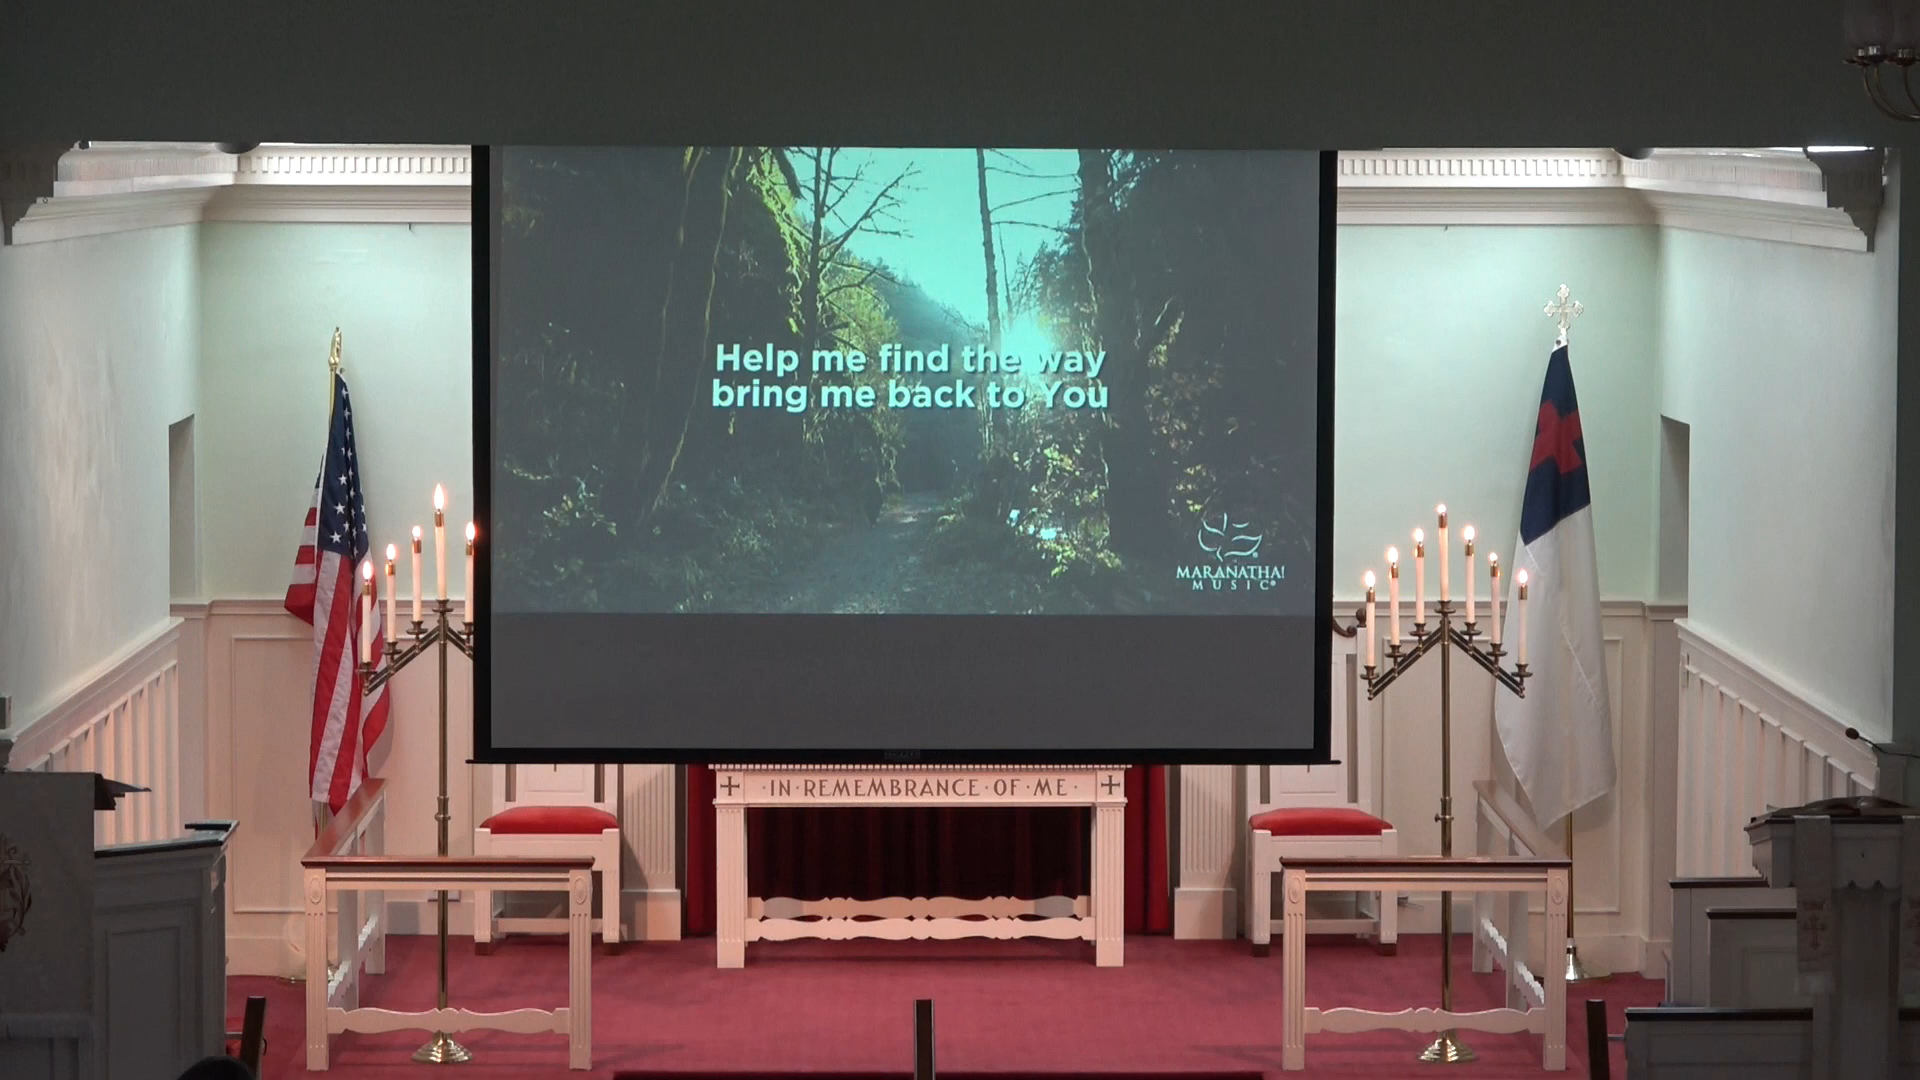 Help me find the way
bring me back to You
MARANATHA!
MUSIC®
·IN·REMEMBRANCE·OF·ME·